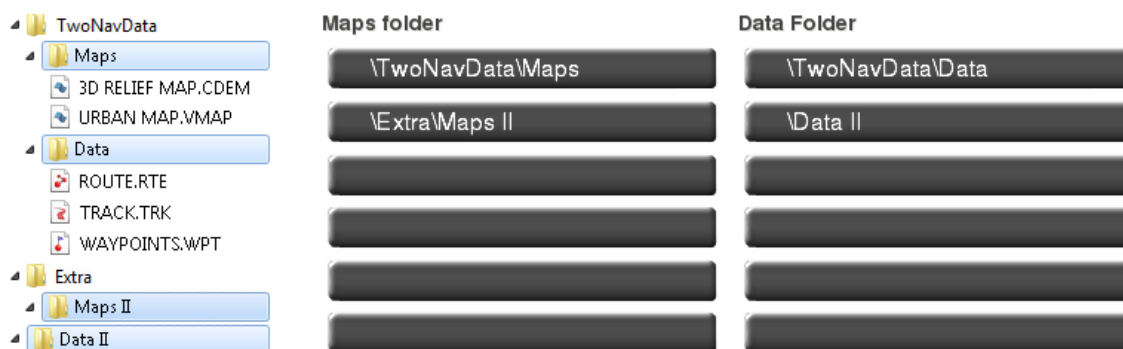 TwoNavData
Maps
3D RELIEF MAP.CDEM
URBAN MAP.VMAP
Data
ROUTE.RTE
TRACK.TRK
WAYPOINTS.WPT
Extra
Maps II
Data II
Maps folder
\TwoNavData\Maps
\Extra\Maps II
Data Folder
\TwoNavData\Data
\Data II